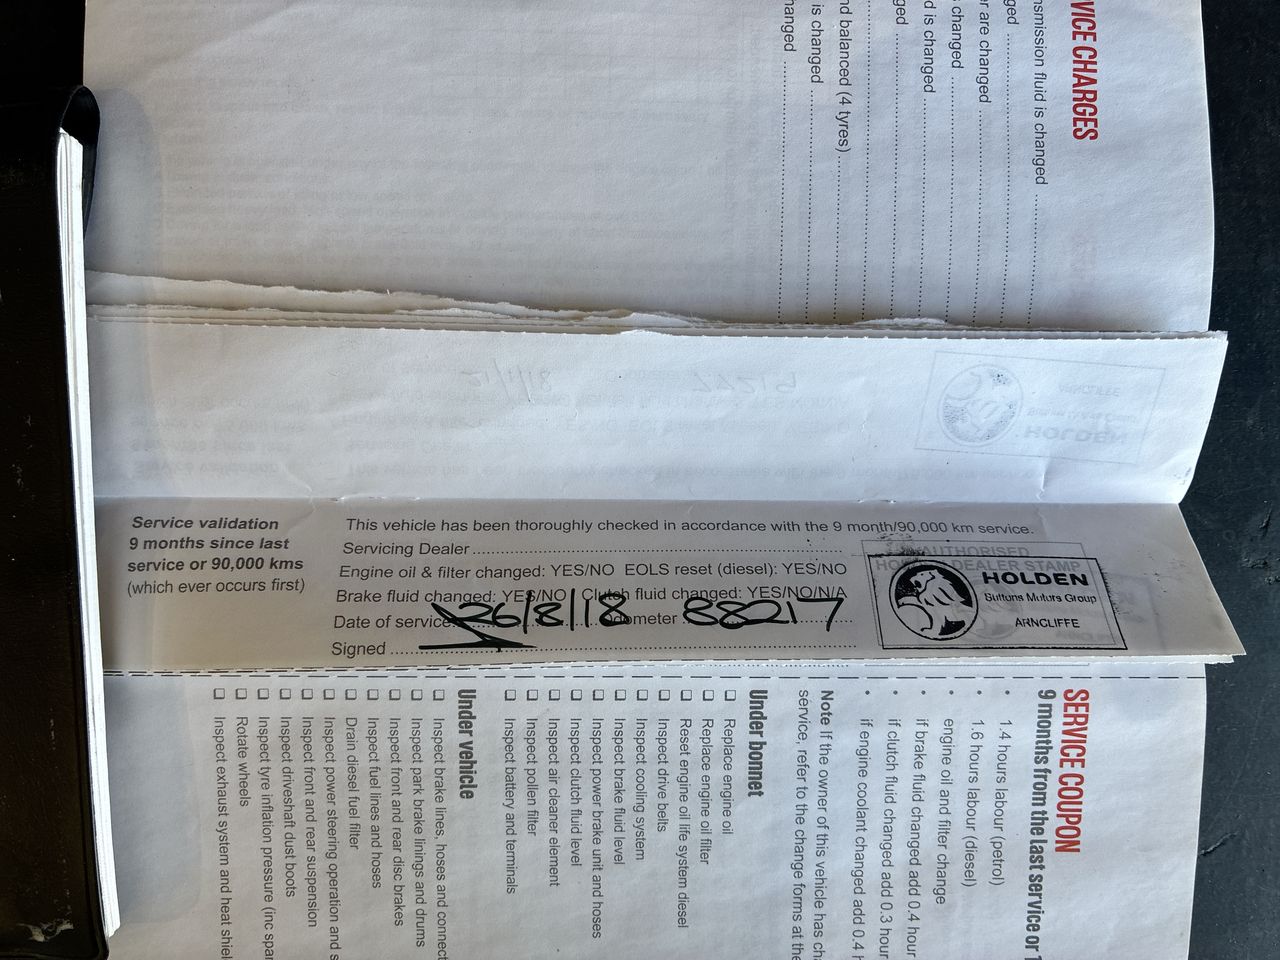 Service validation
9 months since last
service or 90,000 kms
(which ever occurs first)
This vehicle has been thoroughly checked in accordance with the 9 month/90,000 km service.
Servicing Dealer
Engine oil & filter changed: YES/NO EOLS reset (diesel): YES/NO
Brake fluid changed: YES/NO Clutch fluid changed: YES/NO/N/A
Date of service 26/8/18 Odometer 88217
Signed
AUTHORISED
HOLDEN DEALER STAMP
HOLDEN
Suttons Motors Group
ARNCLIFFE
VICE CHARGES
nsmission fluid is changed
ged
er are changed
changed
d is changed
ged
nd balanced (4 tyres)
is changed
hanged
SERVICE COUPON
9 months from the last service or 1
• 1.4 hours labour (petrol)
• 1.6 hours labour (diesel)
• engine oil and filter change
• if brake fluid changed add 0.4 hour
• if clutch fluid changed add 0.3 hour
• if engine coolant changed add 0.4 h
Note If the owner of this vehicle has cha
service, refer to the change forms at the
Under bonnet
❑ Replace engine oil
❑ Replace engine oil filter
❑ Reset engine oil life system diesel
❑ Inspect drive belts
❑ Inspect cooling system
❑ Inspect brake fluid level
❑ Inspect power brake unit and hoses
❑ Inspect clutch fluid level
❑ Inspect air cleaner element
❑ Inspect pollen filter
❑ Inspect battery and terminals
Under vehicle
❑ Inspect brake lines, hoses and connect
❑ Inspect park brake linings and drums
❑ Inspect front and rear disc brakes
❑ Inspect fuel lines and hoses
❑ Drain diesel fuel filter
❑ Inspect power steering operation and s
❑ Inspect front and rear suspension
❑ Inspect driveshaft dust boots
❑ Inspect tyre inflation pressure (inc spar
❑ Rotate wheels
❑ Inspect exhaust system and heat shiel